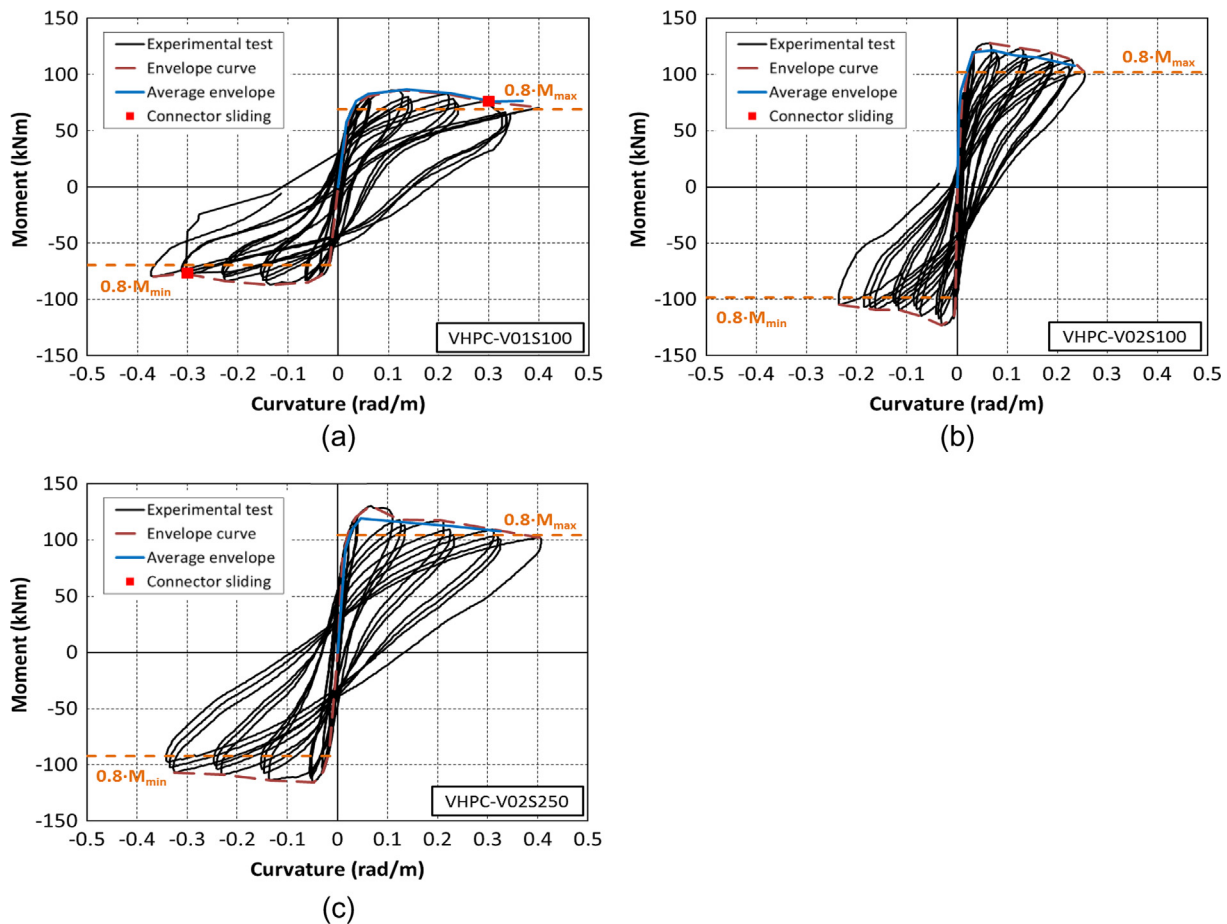 150
100
50
0
-50
-100
-150
Moment (kNm)
Experimental test
Envelope curve
Average envelope
Connector sliding
0.8·Mmax
0.8·Mmin
VHPC-V01S100
-0.5 -0.4 -0.3 -0.2 -0.1 0 0.1 0.2 0.3 0.4 0.5
Curvature (rad/m)
(a)
150
100
50
0
-50
-100
-150
Moment (kNm)
Experimental test
Envelope curve
Average envelope
Connector sliding
0.8·Mmax
0.8·Mmin
VHPC-V02S100
-0.5 -0.4 -0.3 -0.2 -0.1 0 0.1 0.2 0.3 0.4 0.5
Curvature (rad/m)
(b)
150
100
50
0
-50
-100
-150
Moment (kNm)
Experimental test
Envelope curve
Average envelope
Connector sliding
0.8·Mmax
0.8·Mmin
VHPC-V02S250
-0.5 -0.4 -0.3 -0.2 -0.1 0 0.1 0.2 0.3 0.4 0.5
Curvature (rad/m)
(c)